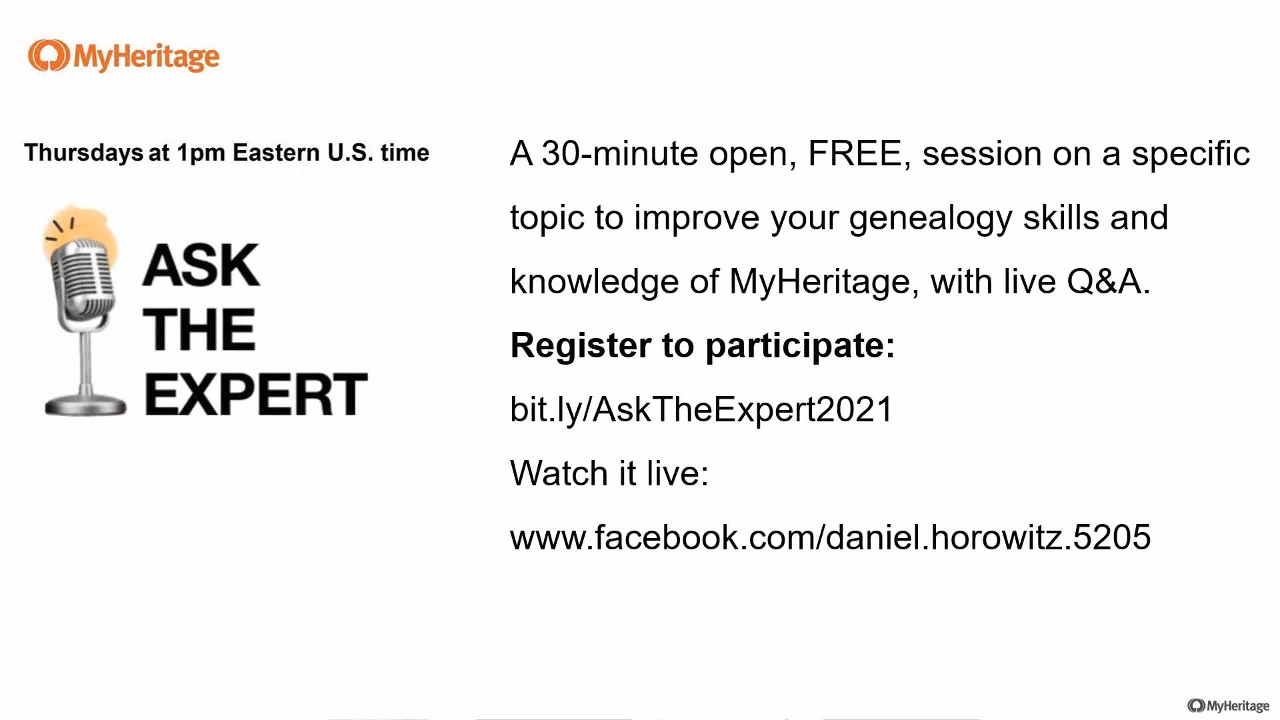 MyHeritage
Thursdays at 1pm Eastern U.S. time
ASK
THE
EXPERT
A 30-minute open, FREE, session on a specific
topic to improve your genealogy skills and
knowledge of MyHeritage, with live Q&A.
Register to participate:
bit.ly/AskTheExpert2021
Watch it live:
www.facebook.com/daniel.horowitz.5205
MyHeritage